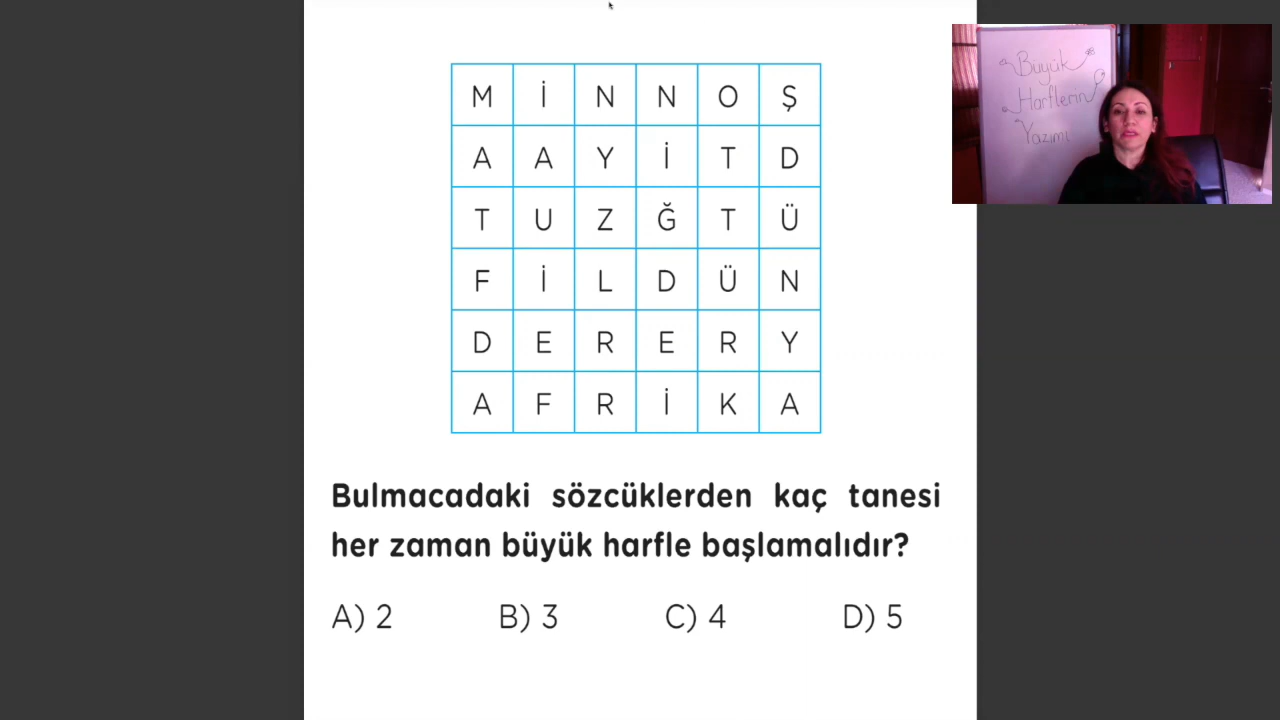 M İ N N O Ş
A A Y İ T D
T U Z Ğ T Ü
F İ L D Ü N
D E R E R Y
A F R İ K A
Bulmacadaki sözcüklerden kaç tanesi
her zaman büyük harfle başlamalıdır?
A) 2 B) 3 C) 4 D) 5
Büyük
Harflerin
Yazımı